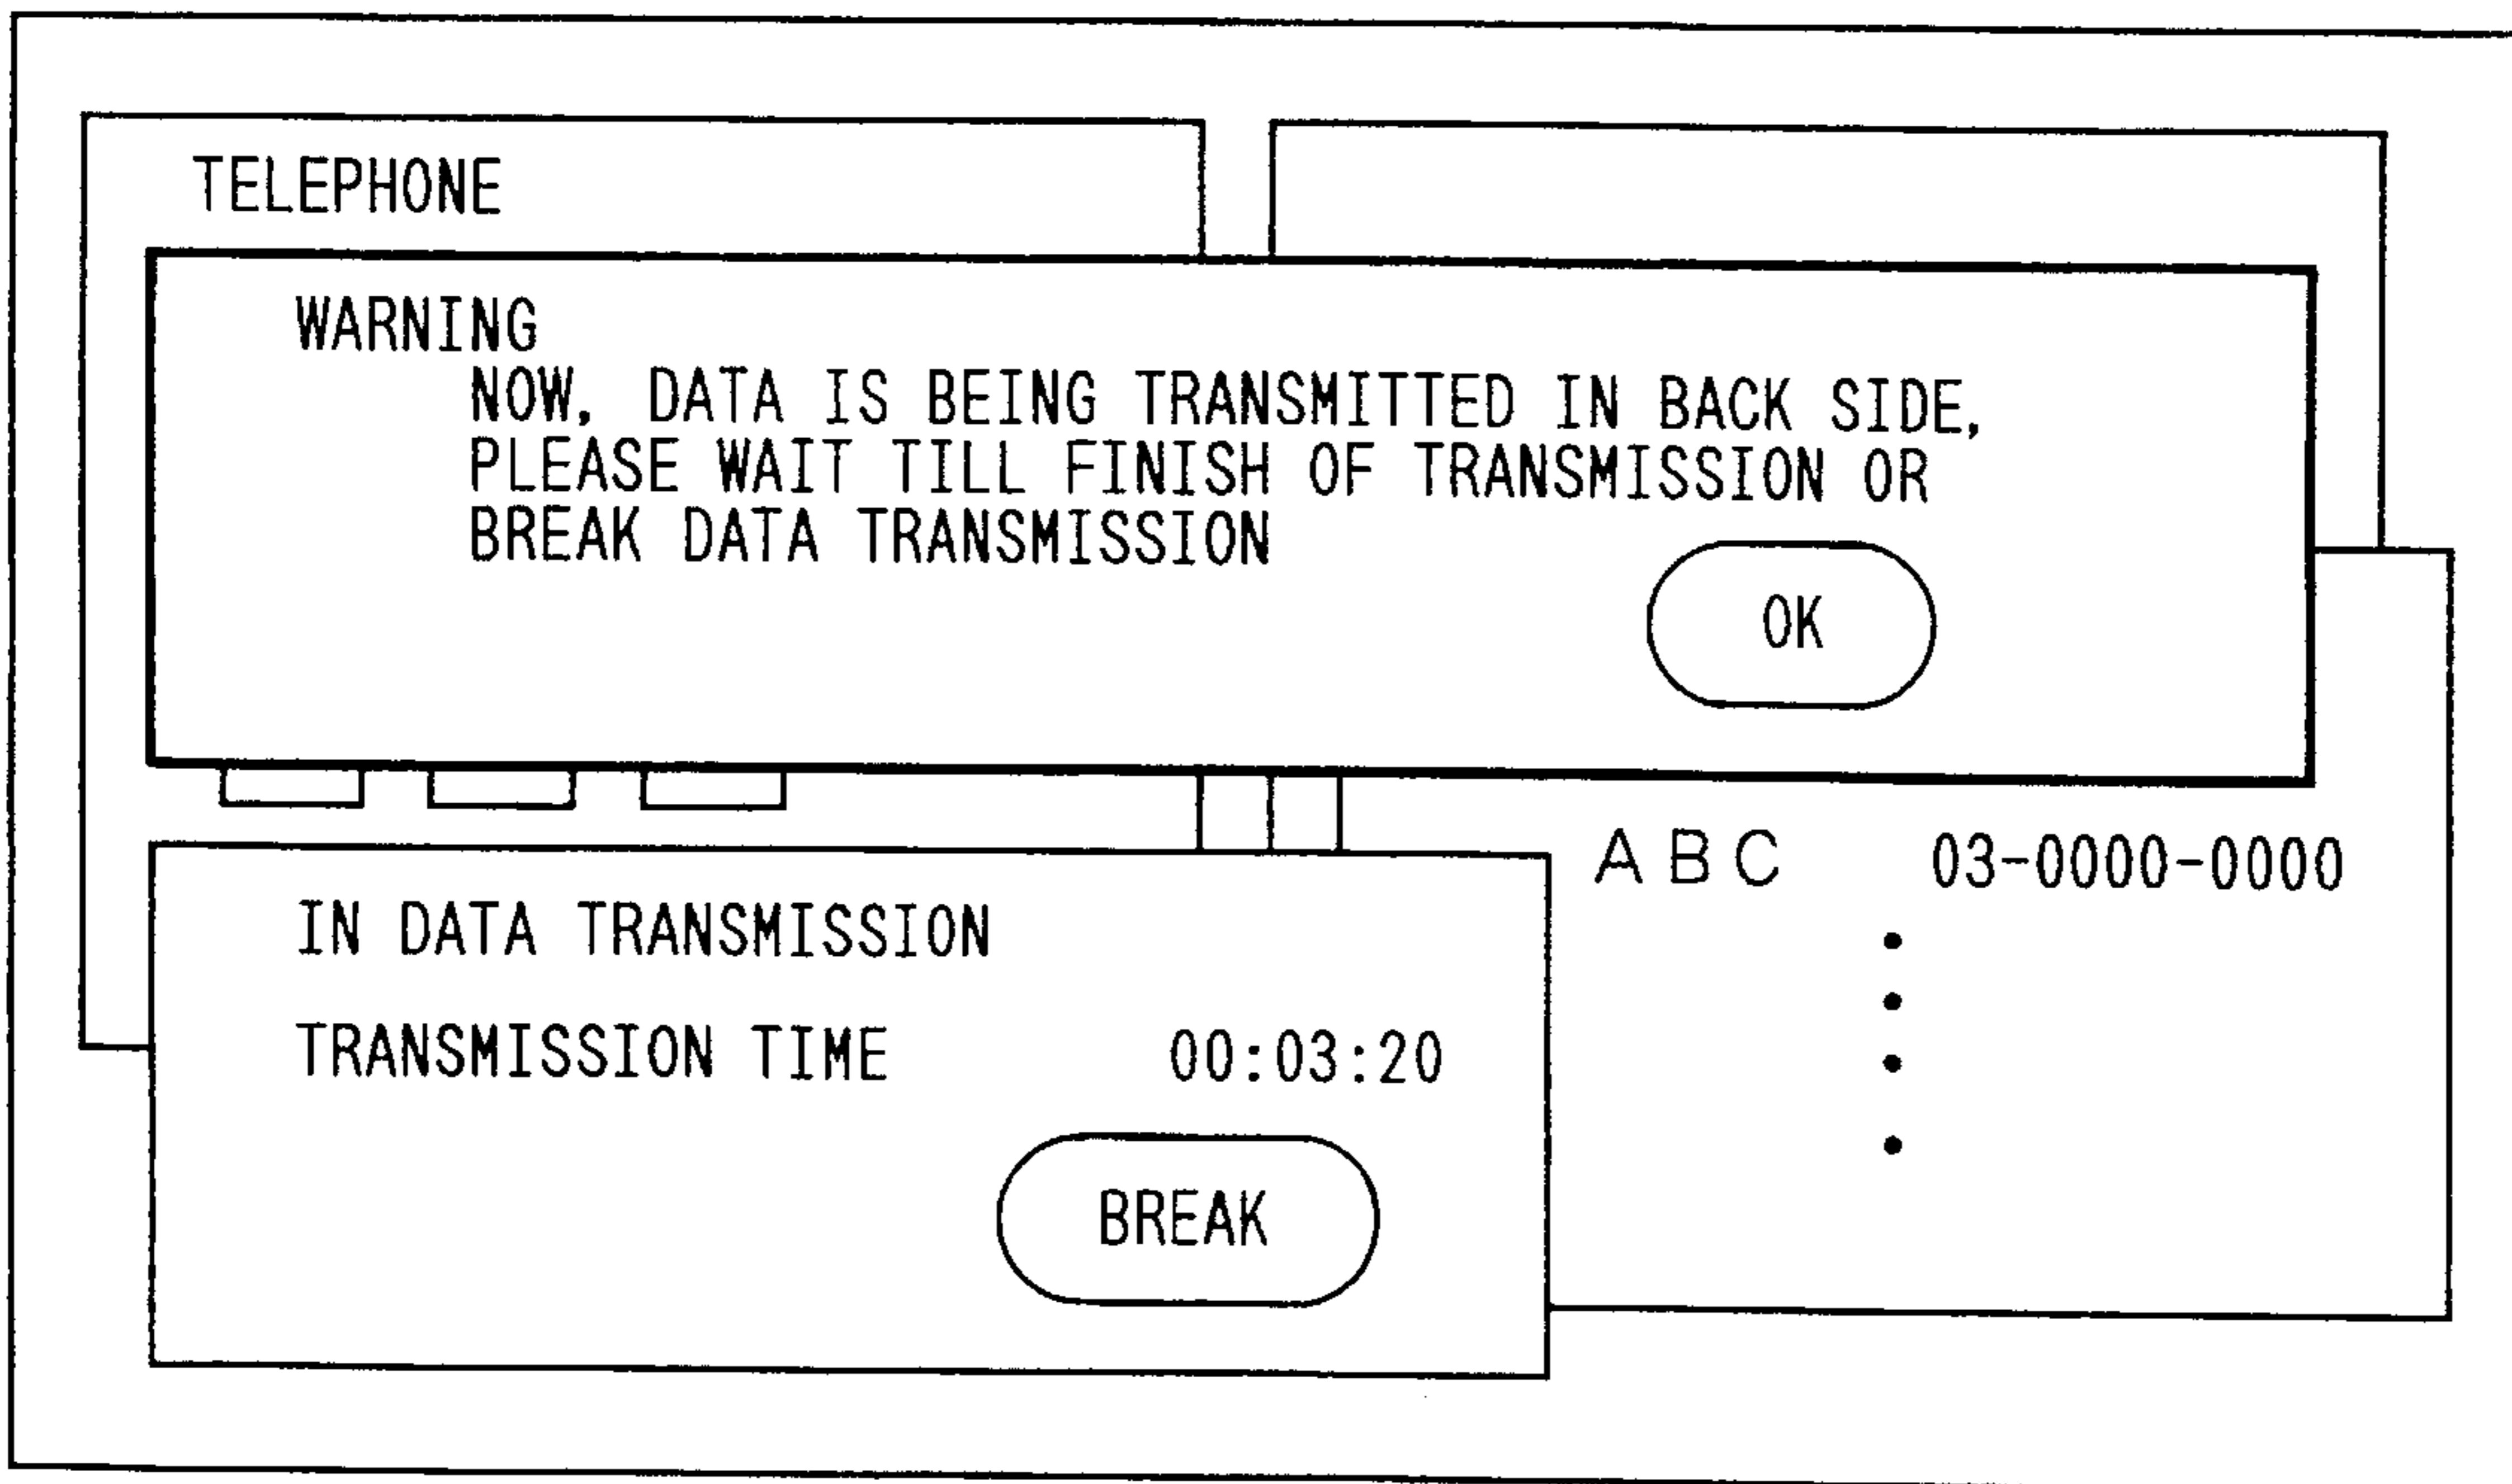 TELEPHONE
WARNING
NOW, DATA IS BEING TRANSMITTED IN BACK SIDE,
PLEASE WAIT TILL FINISH OF TRANSMISSION OR
BREAK DATA TRANSMISSION
OK
ABC 03-0000-0000
IN DATA TRANSMISSION
TRANSMISSION TIME 00:03:20
BREAK